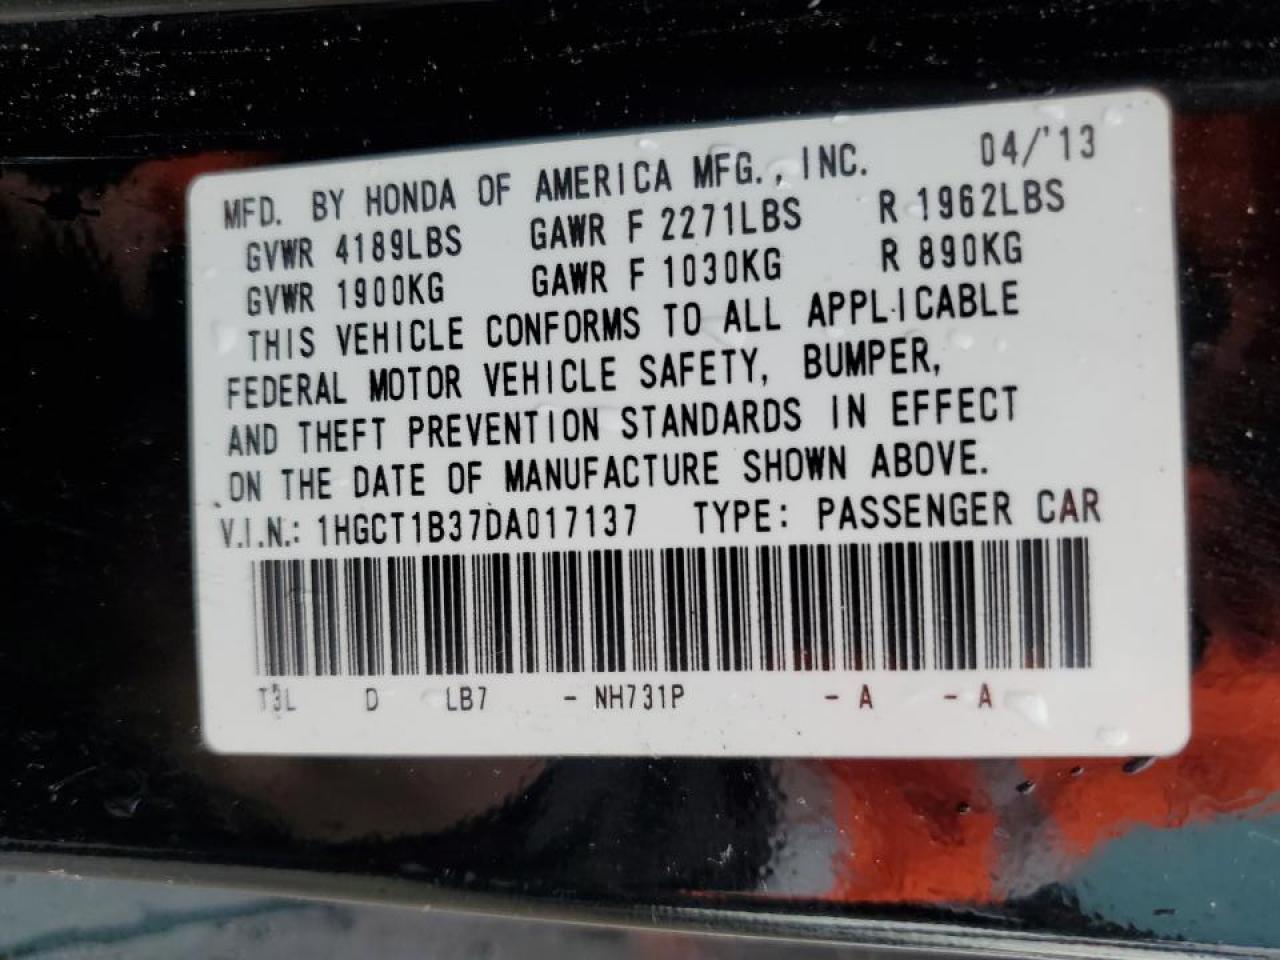 MFD. BY HONDA OF AMERICA MFG., INC. 04/'13
GVWR 4189LBS GAWR F 2271LBS R 1962LBS
GVWR 1900KG GAWR F 1030KG R 890KG
THIS VEHICLE CONFORMS TO ALL APPLICABLE
FEDERAL MOTOR VEHICLE SAFETY, BUMPER,
AND THEFT PREVENTION STANDARDS IN EFFECT
ON THE DATE OF MANUFACTURE SHOWN ABOVE.
V.I.N.: 1HGCT1B37DA017137 TYPE: PASSENGER CAR
T3L D LB7 - NH731P - A - A